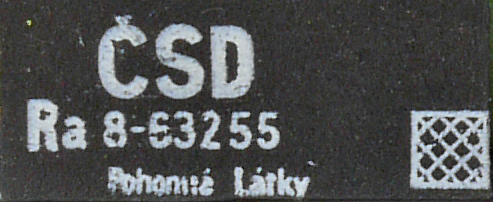 ČSD
Ra 8-63255
Pohonné Látky